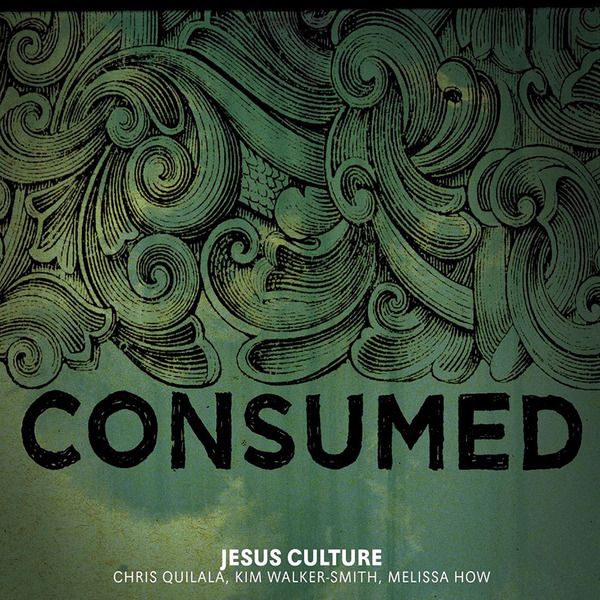 CONSUMED
JESUS CULTURE
CHRIS QUILALA, KIM WALKER-SMITH, MELISSA HOW